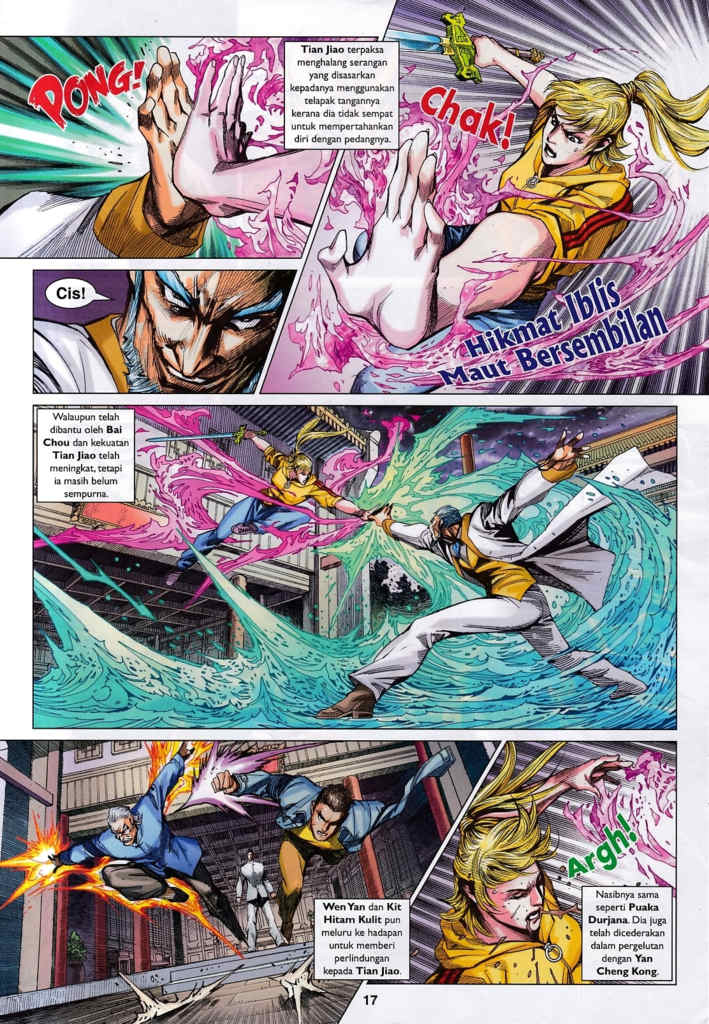 PONG!
Tian Jiao terpaksa
menghalang serangan
yang disasarkan
kepadanya menggunakan
telapak tangannya
kerana dia tidak sempat
untuk mempertahankan
diri dengan pedangnya.
Chak!
Hikmat Iblis
Maut Bersembilan
Cis!
Walaupun telah
dibantu oleh Bai
Chou dan kekuatan
Tian Jiao telah
meningkat, tetapi
ia masih belum
sempurna.
Wen Yan dan Kit
Hitam Kulit pun
meluru ke hadapan
untuk memberi
perlindungan
kepada Tian Jiao.
Argh!
Nasibnya sama
seperti Puaka
Durjana. Dia juga
telah dicederakan
dalam pergelutan
dengan Yan
Cheng Kong.
17